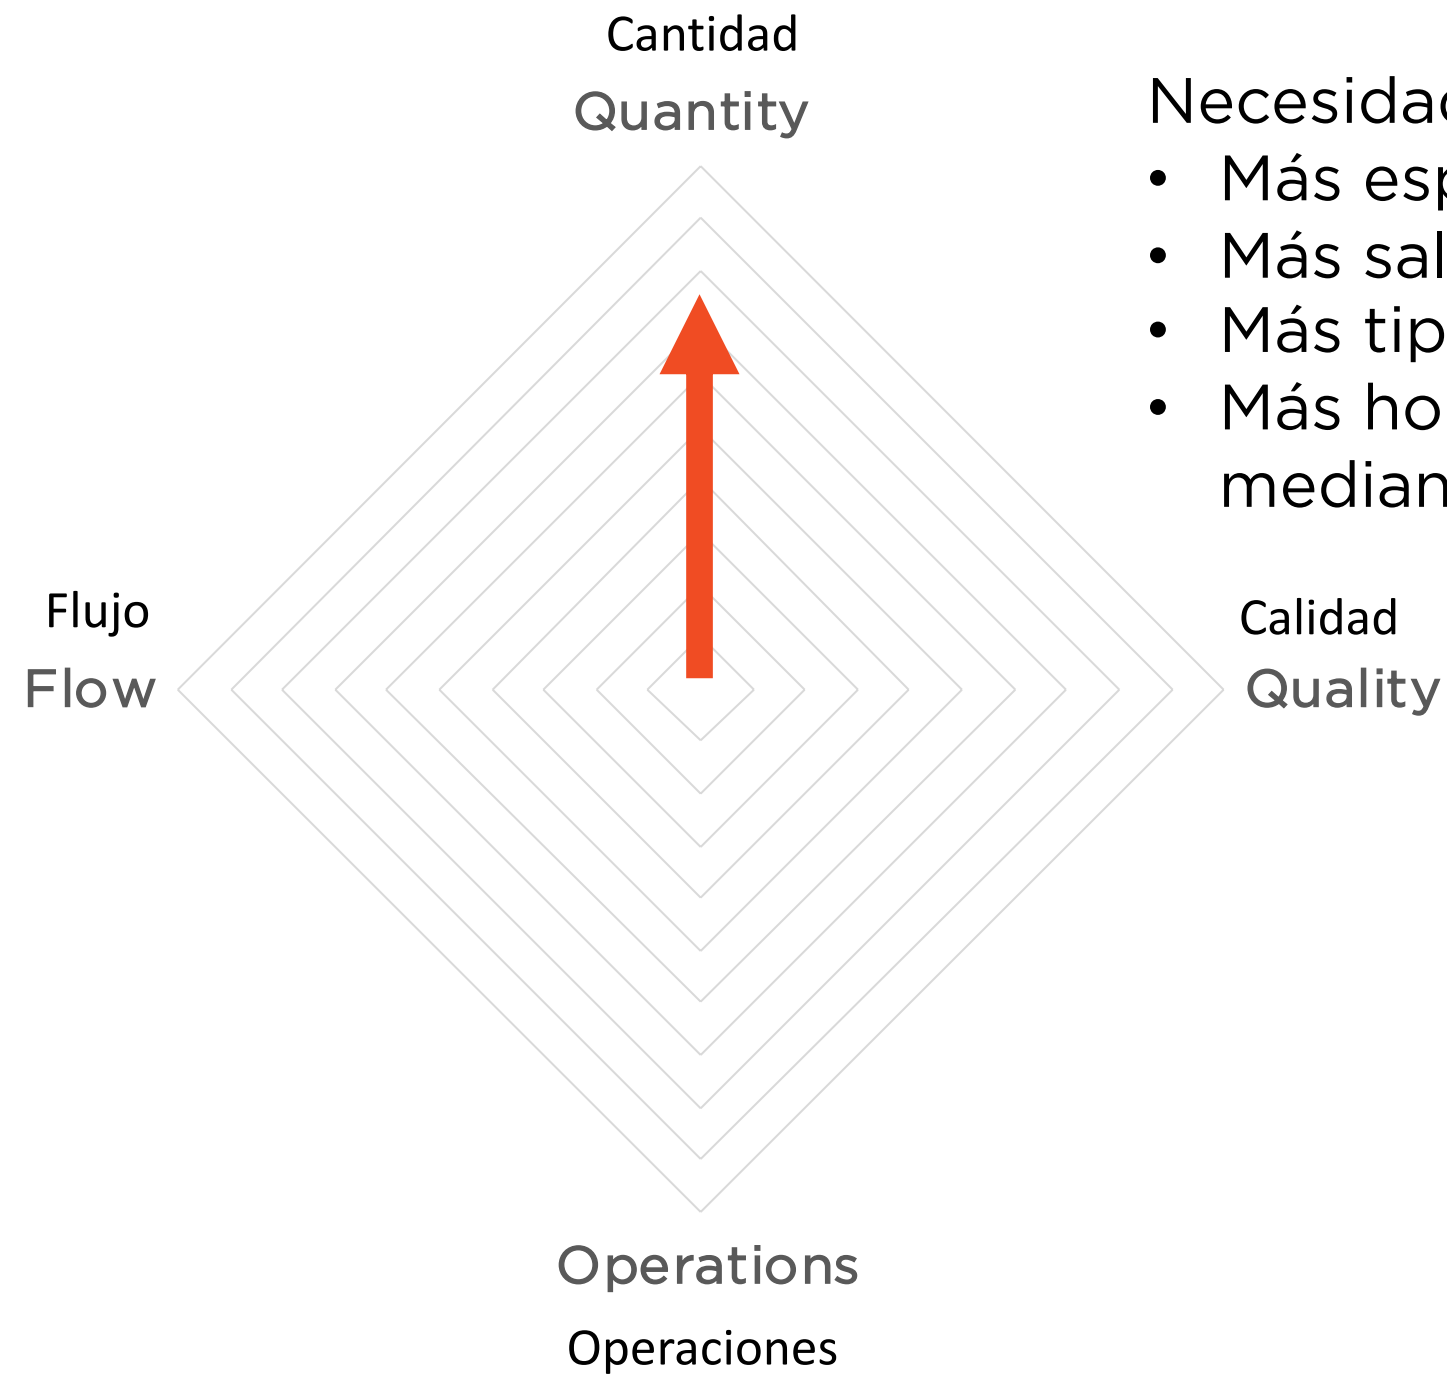 Cantidad
Quantity
Necesidad
• Más esp
• Más sal
• Más tip
• Más ho
median
Flujo
Flow
Calidad
Quality
Operations
Operaciones